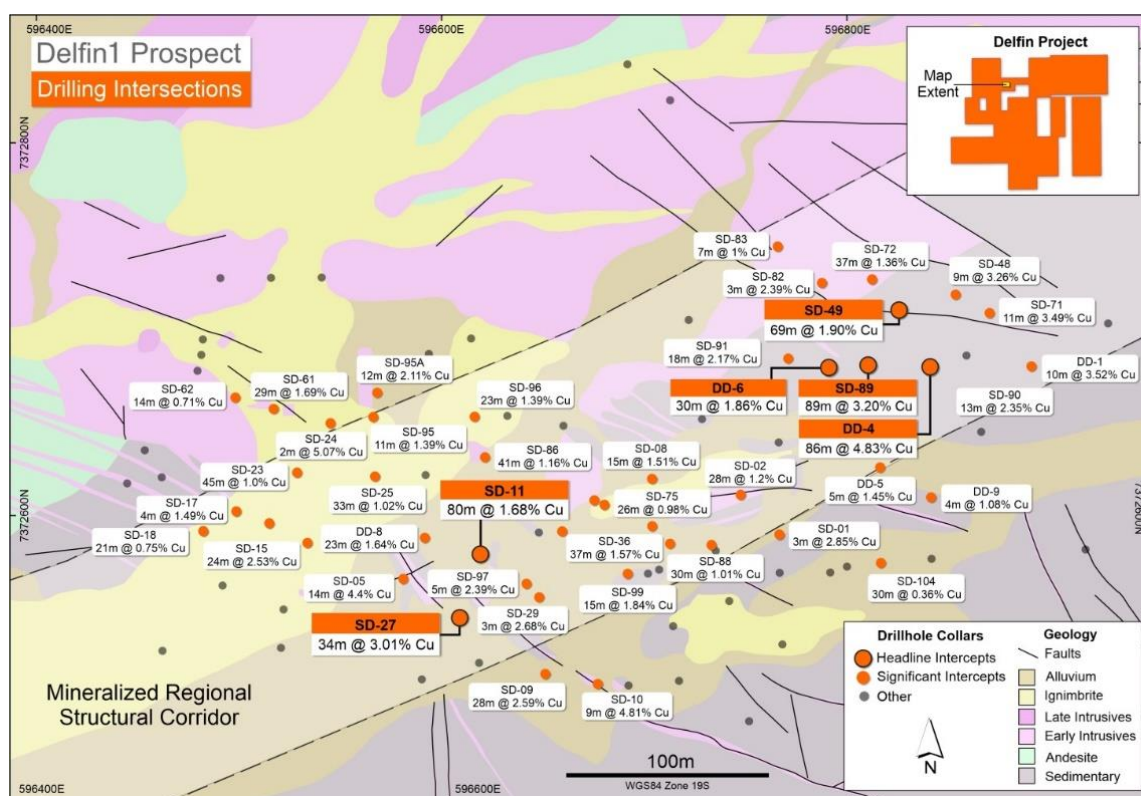 596400E
596600E
596800E
Delfin1 Prospect
Drilling Intersections
Delfin Project
Map
Extent
7372800N
SD-83
7m @ 1% Cu
SD-72
37m @ 1.36% Cu
SD-82
3m @ 2.39% Cu
SD-48
9m @ 3.26% Cu
SD-49
69m @ 1.90% Cu
SD-71
11m @ 3.49% Cu
SD-91
18m @ 2.17% Cu
DD-1
10m @ 3.52% Cu
SD-95A
12m @ 2.11% Cu
SD-61
29m @ 1.69% Cu
SD-62
14m @ 0.71% Cu
SD-96
23m @ 1.39% Cu
DD-6
30m @ 1.86% Cu
SD-89
89m @ 3.20% Cu
SD-90
13m @ 2.35% Cu
DD-4
86m @ 4.83% Cu
SD-24
2m @ 5.07% Cu
SD-95
11m @ 1.39% Cu
SD-86
41m @ 1.16% Cu
SD-08
15m @ 1.51% Cu
SD-23
45m @ 1.0% Cu
SD-02
28m @ 1.2% Cu
DD-5
5m @ 1.45% Cu
DD-9
4m @ 1.08% Cu
7372600N
7372600N
SD-17
4m @ 1.49% Cu
SD-25
33m @ 1.02% Cu
SD-11
80m @ 1.68% Cu
SD-75
26m @ 0.98% Cu
SD-18
21m @ 0.75% Cu
SD-15
24m @ 2.53% Cu
DD-8
23m @ 1.64% Cu
SD-36
37m @ 1.57% Cu
SD-01
3m @ 2.85% Cu
SD-88
30m @ 1.01% Cu
SD-05
14m @ 4.4% Cu
SD-97
5m @ 2.39% Cu
SD-99
15m @ 1.84% Cu
SD-104
30m @ 0.36% Cu
SD-29
3m @ 2.68% Cu
SD-27
34m @ 3.01% Cu
SD-09
28m @ 2.59% Cu
SD-10
9m @ 4.81% Cu
Mineralized Regional
Structural Corridor
Drillhole Collars
Headline Intercepts
Significant Intercepts
Other
N
Geology
Faults
Alluvium
Ignimbrite
Late Intrusives
Early Intrusives
Andesite
Sedimentary
100m
WGS84 Zone 19S
596400E
596600E